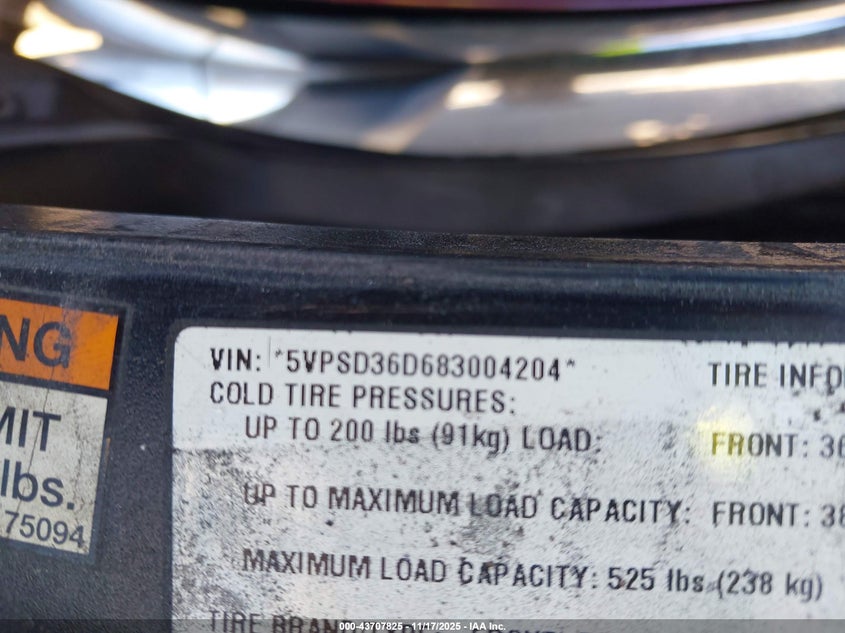 NG
MIT
lbs.
75094
VIN: *5VPSD36D683004204*
COLD TIRE PRESSURES:
UP TO 200 lbs (91kg) LOAD:
UP TO MAXIMUM LOAD CAPACITY:
MAXIMUM LOAD CAPACITY: 525 lbs (238 kg)
TIRE
TIRE INFO
FRONT: 36
FRONT: 38
000-43707825 - 11/17/2025 - IAA Inc.